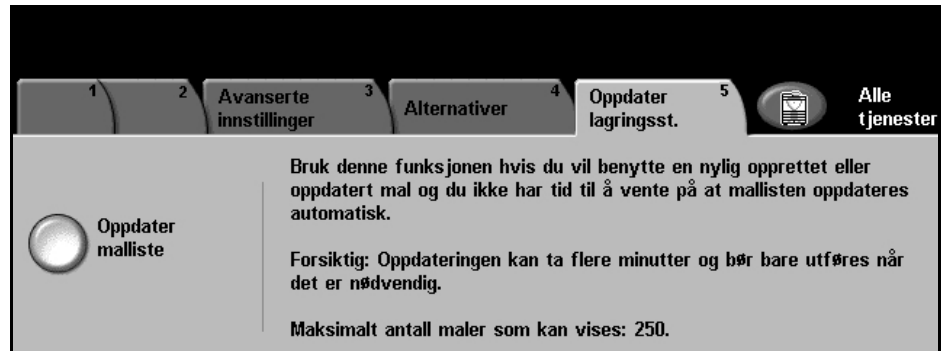 1
2
Avanserte innstillinger 3
Alternativer 4
Oppdater lagringsst. 5
Alle tjenester
Oppdater
malliste
Bruk denne funksjonen hvis du vil benytte en nylig opprettet eller
oppdatert mal og du ikke har tid til å vente på at mallisten oppdateres
automatisk.
Forsiktig: Oppdateringen kan ta flere minutter og bør bare utføres når
det er nødvendig.
Maksimalt antall maler som kan vises: 250.